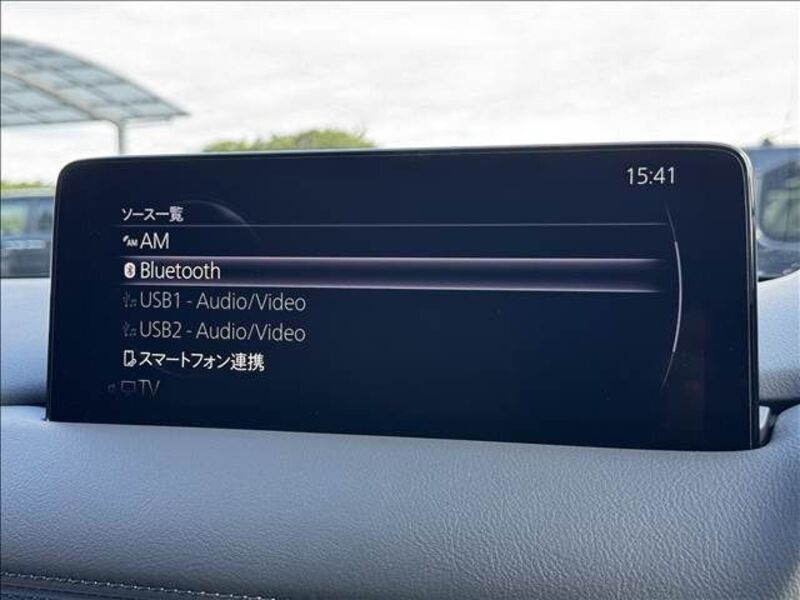 15:41
ソース一覧
AM AM
Bluetooth
USB1 - Audio/Video
USB2 - Audio/Video
スマートフォン連携
TV